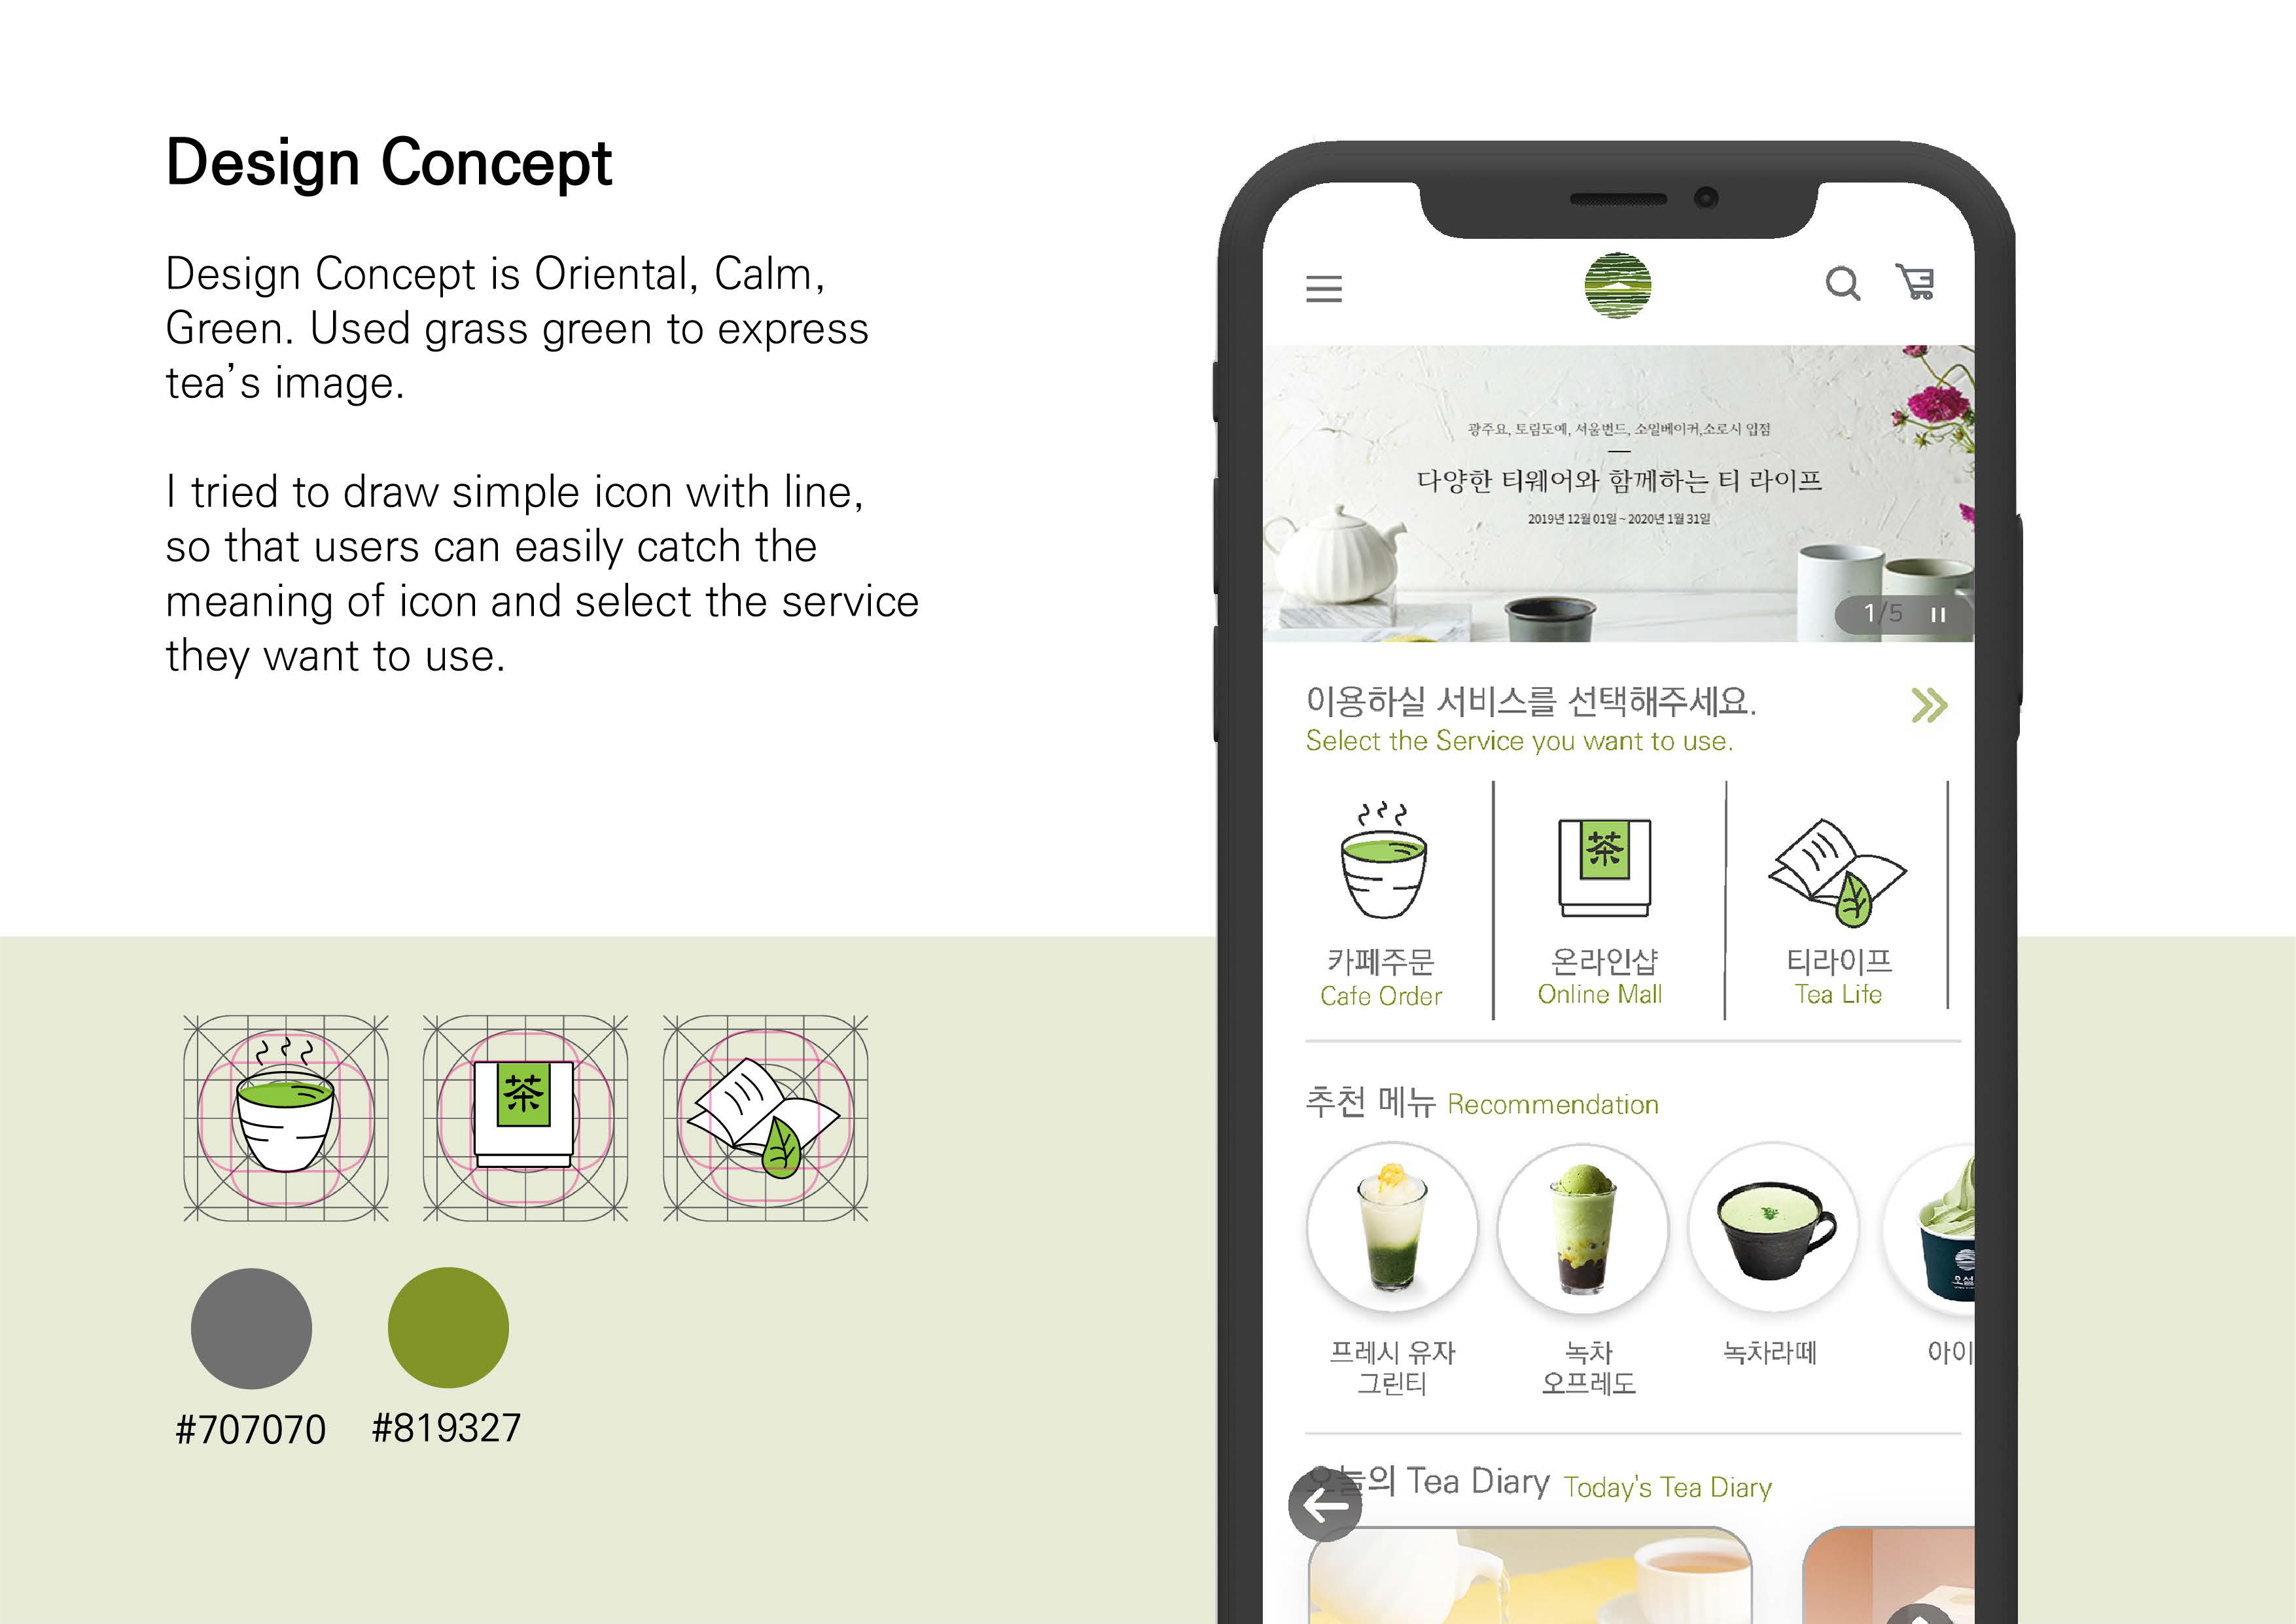 Design Concept
Design Concept is Oriental, Calm,
Green. Used grass green to express
tea’s image.
I tried to draw simple icon with line,
so that users can easily catch the
meaning of icon and select the service
they want to use.
茶
#707070 #819327
광주요, 토림도예, 서울번드, 소일베이커,소로시 입점
다양한 티웨어와 함께하는 티 라이프
2019년 12월 01일 ~ 2020년 1월 31일
1/5
이용하실 서비스를 선택해주세요.
Select the Service you want to use.
茶
카페주문 온라인샵 티라이프
Cafe Order Online Mall Tea Life
추천 메뉴 Recommendation
프레시 유자 녹차 녹차라떼 아이
그린티 오프레도
오늘의 Tea Diary Today's Tea Diary